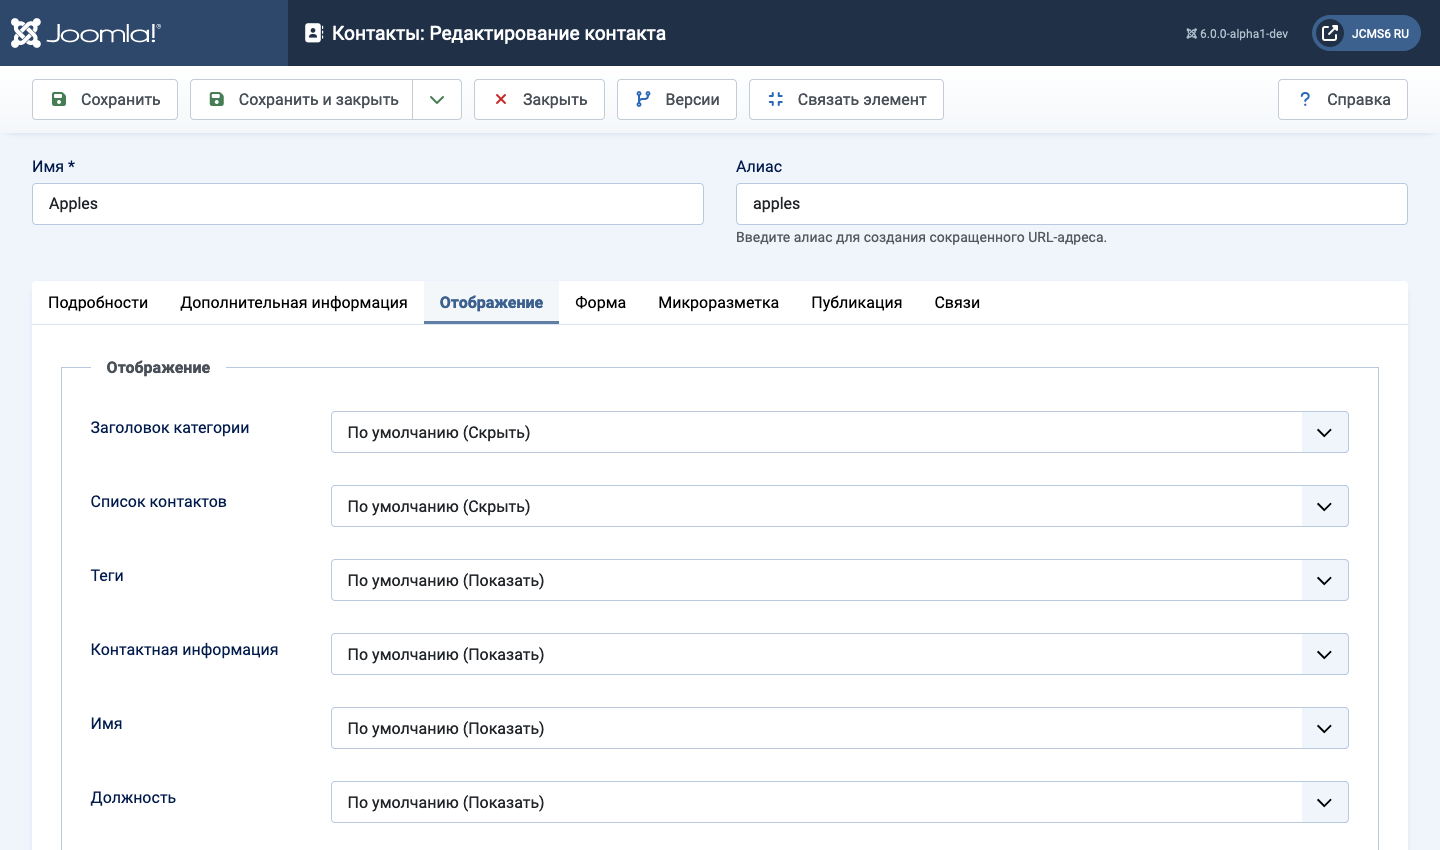 Joomla!®
Контакты: Редактирование контакта
6.0.0-alpha1-dev
JCMS6 RU
Сохранить
Сохранить и закрыть
Закрыть
Версии
Связать элемент
? Справка
Имя *
Apples
Алиас
apples
Введите алиас для создания сокращенного URL-адреса.
Подробности
Дополнительная информация
Отображение
Форма
Микроразметка
Публикация
Связи
Отображение
Заголовок категории
По умолчанию (Скрыть)
Список контактов
По умолчанию (Скрыть)
Теги
По умолчанию (Показать)
Контактная информация
По умолчанию (Показать)
Имя
По умолчанию (Показать)
Должность
По умолчанию (Показать)